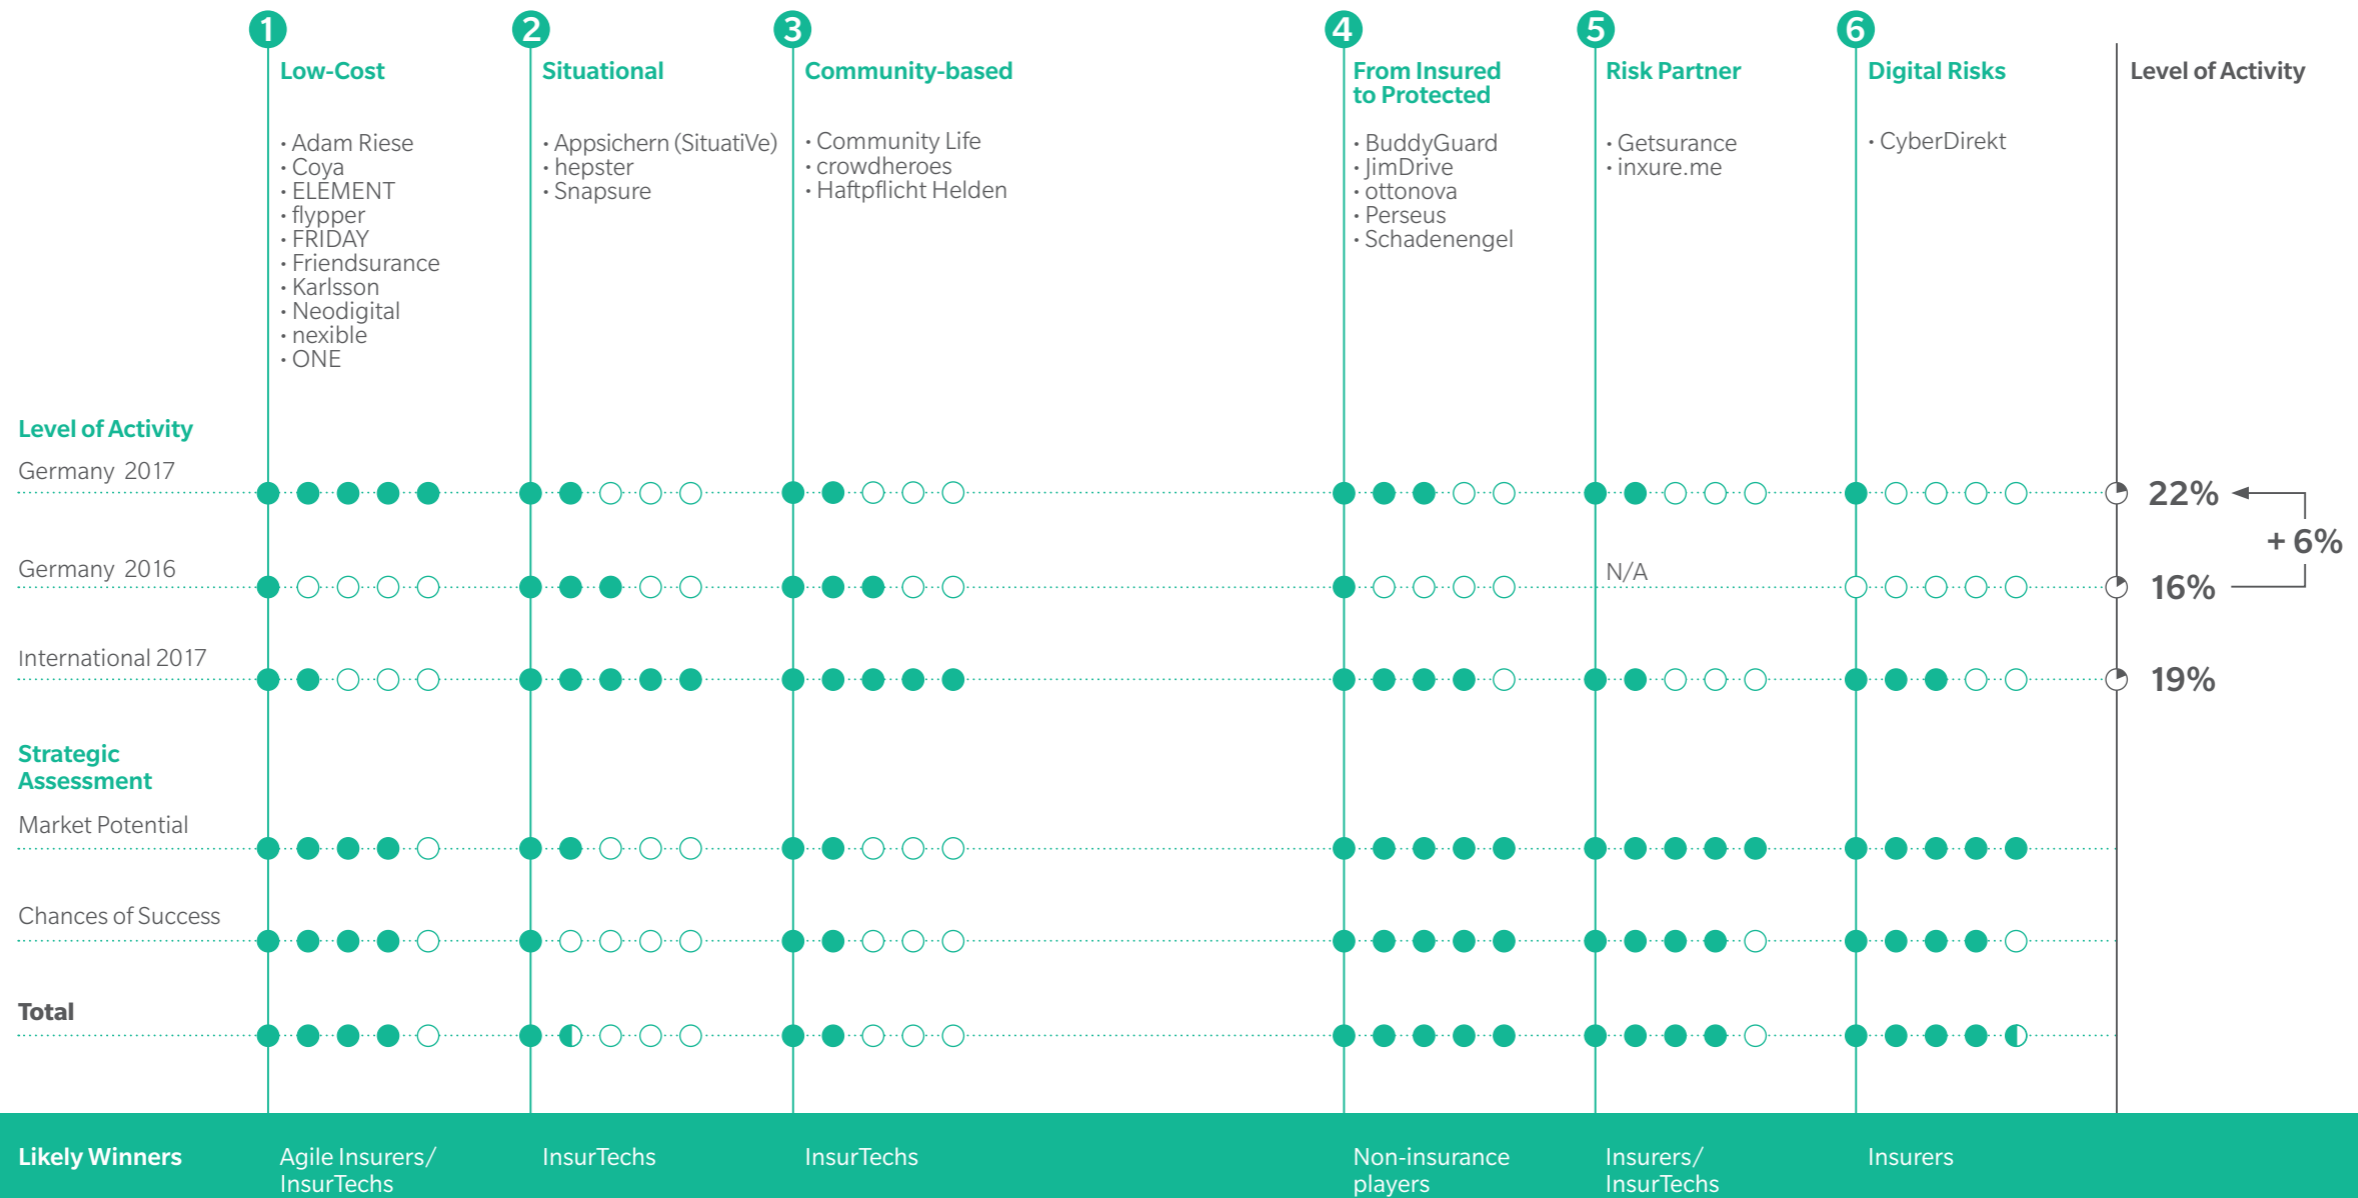 1
Low-Cost
· Adam Riese
· Coya
· ELEMENT
· flypper
· FRIDAY
· Friendsurance
· Karlsson
· Neodigital
· nexible
· ONE
2
Situational
· Appsichern (SituatiVe)
· hepster
· Snapsure
3
Community-based
· Community Life
· crowdheroes
· Haftpflicht Helden
4
From Insured
to Protected
· BuddyGuard
· JimDrive
· ottonova
· Perseus
· Schadenengel
5
Risk Partner
· Getsurance
· inxure.me
6
Digital Risks
· CyberDirekt
Level of Activity
Level of Activity
Germany 2017
22%
+ 6%
Germany 2016
N/A
16%
International 2017
19%
Strategic
Assessment
Market Potential
Chances of Success
Total
Likely Winners
Agile Insurers/
InsurTechs
InsurTechs
InsurTechs
Non-insurance
players
Insurers/
InsurTechs
Insurers